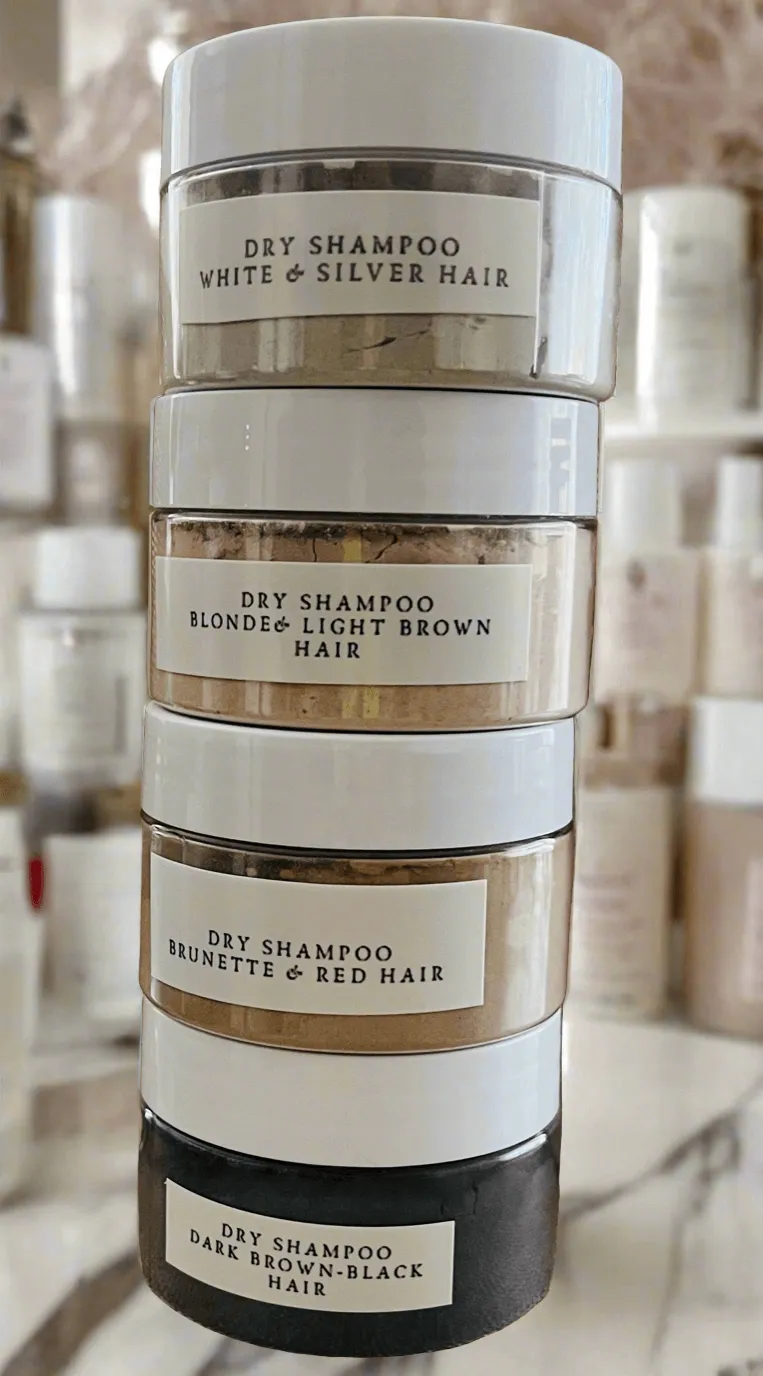 DRY SHAMPOO
WHITE & SILVER HAIR
DRY SHAMPOO
BLONDE& LIGHT BROWN
HAIR
DRY SHAMPOO
BRUNETTE & RED HAIR
DRY SHAMPOO
DARK BROWN-BLACK
HAIR